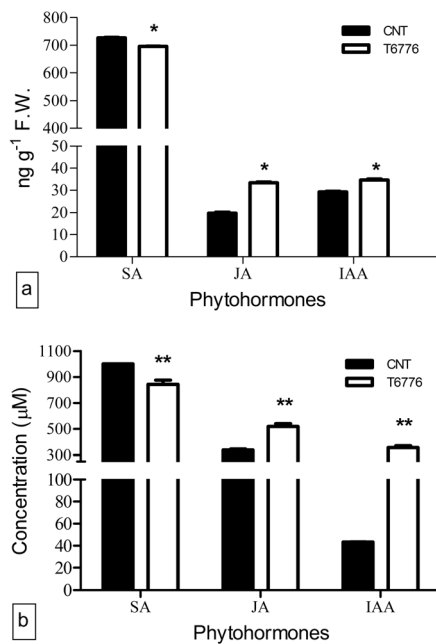 800
700
600
500
400
50
40
30
20
10
0
ng g⁻¹ F.W.
CNT
T6776
*
*
*
SA JA IAA
Phytohormones
a
1100
900
700
500
300
100
80
60
40
20
0
Concentration (µM)
CNT
T6776
**
**
**
SA JA IAA
Phytohormones
b